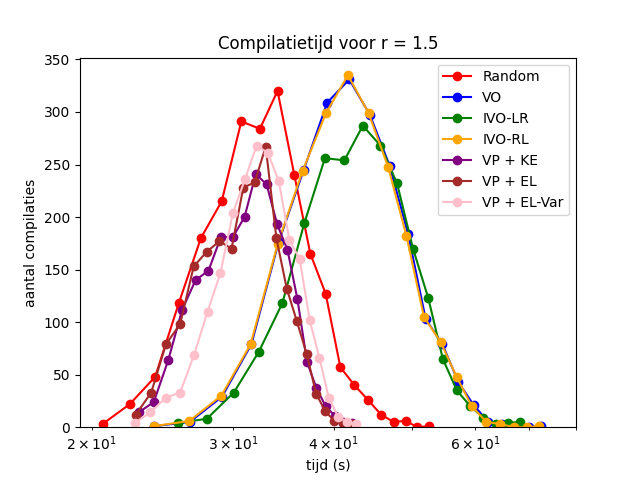 Compilatietijd voor r = 1.5
aantal compilaties
350
300
250
200
150
100
50
0
Random
VO
IVO-LR
IVO-RL
VP + KE
VP + EL
VP + EL-Var
2 × 10¹
3 × 10¹
4 × 10¹
6 × 10¹
tijd (s)